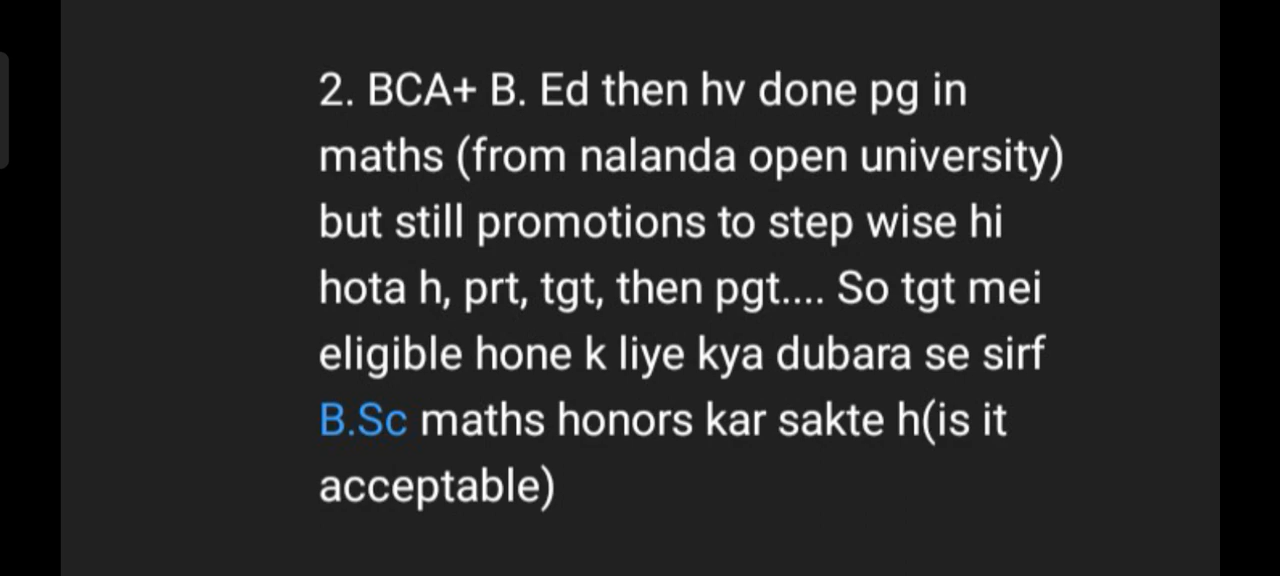 2. BCA+ B. Ed then hv done pg in
maths (from nalanda open university)
but still promotions to step wise hi
hota h, prt, tgt, then pgt.... So tgt mei
eligible hone k liye kya dubara se sirf
B.Sc maths honors kar sakte h(is it
acceptable)